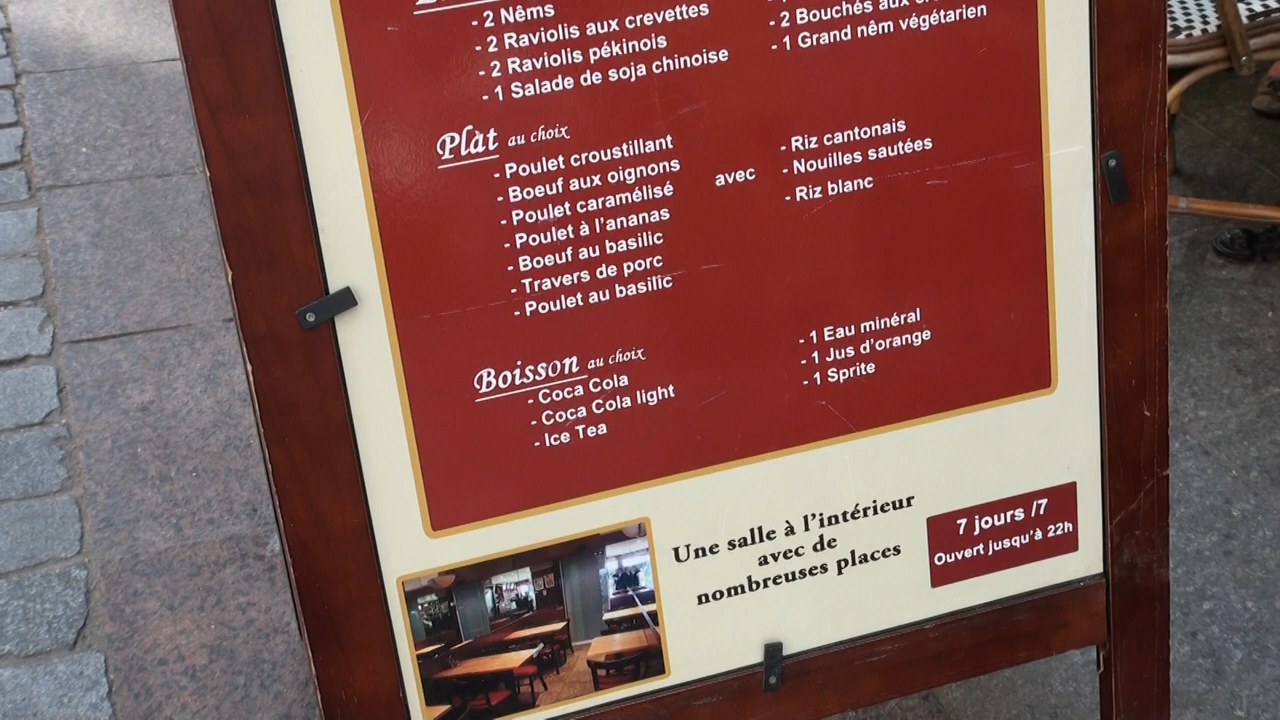 - 2 Nêms
- 2 Raviolis aux crevettes
- 2 Raviolis pékinois
- 1 Salade de soja chinoise
- 2 Bouchés aux
- 1 Grand nêm végétarien
Plàt au choix
- Poulet croustillant
- Boeuf aux oignons
- Poulet caramélisé
- Poulet à l'ananas
- Boeuf au basilic
- Travers de porc
- Poulet au basilic
avec
- Riz cantonais
- Nouilles sautées
- Riz blanc
Boisson au choix
- Coca Cola
- Coca Cola light
- Ice Tea
- 1 Eau minéral
- 1 Jus d'orange
- 1 Sprite
Une salle à l'intérieur
avec de
nombreuses places
7 jours /7
Ouvert jusqu'à 22h